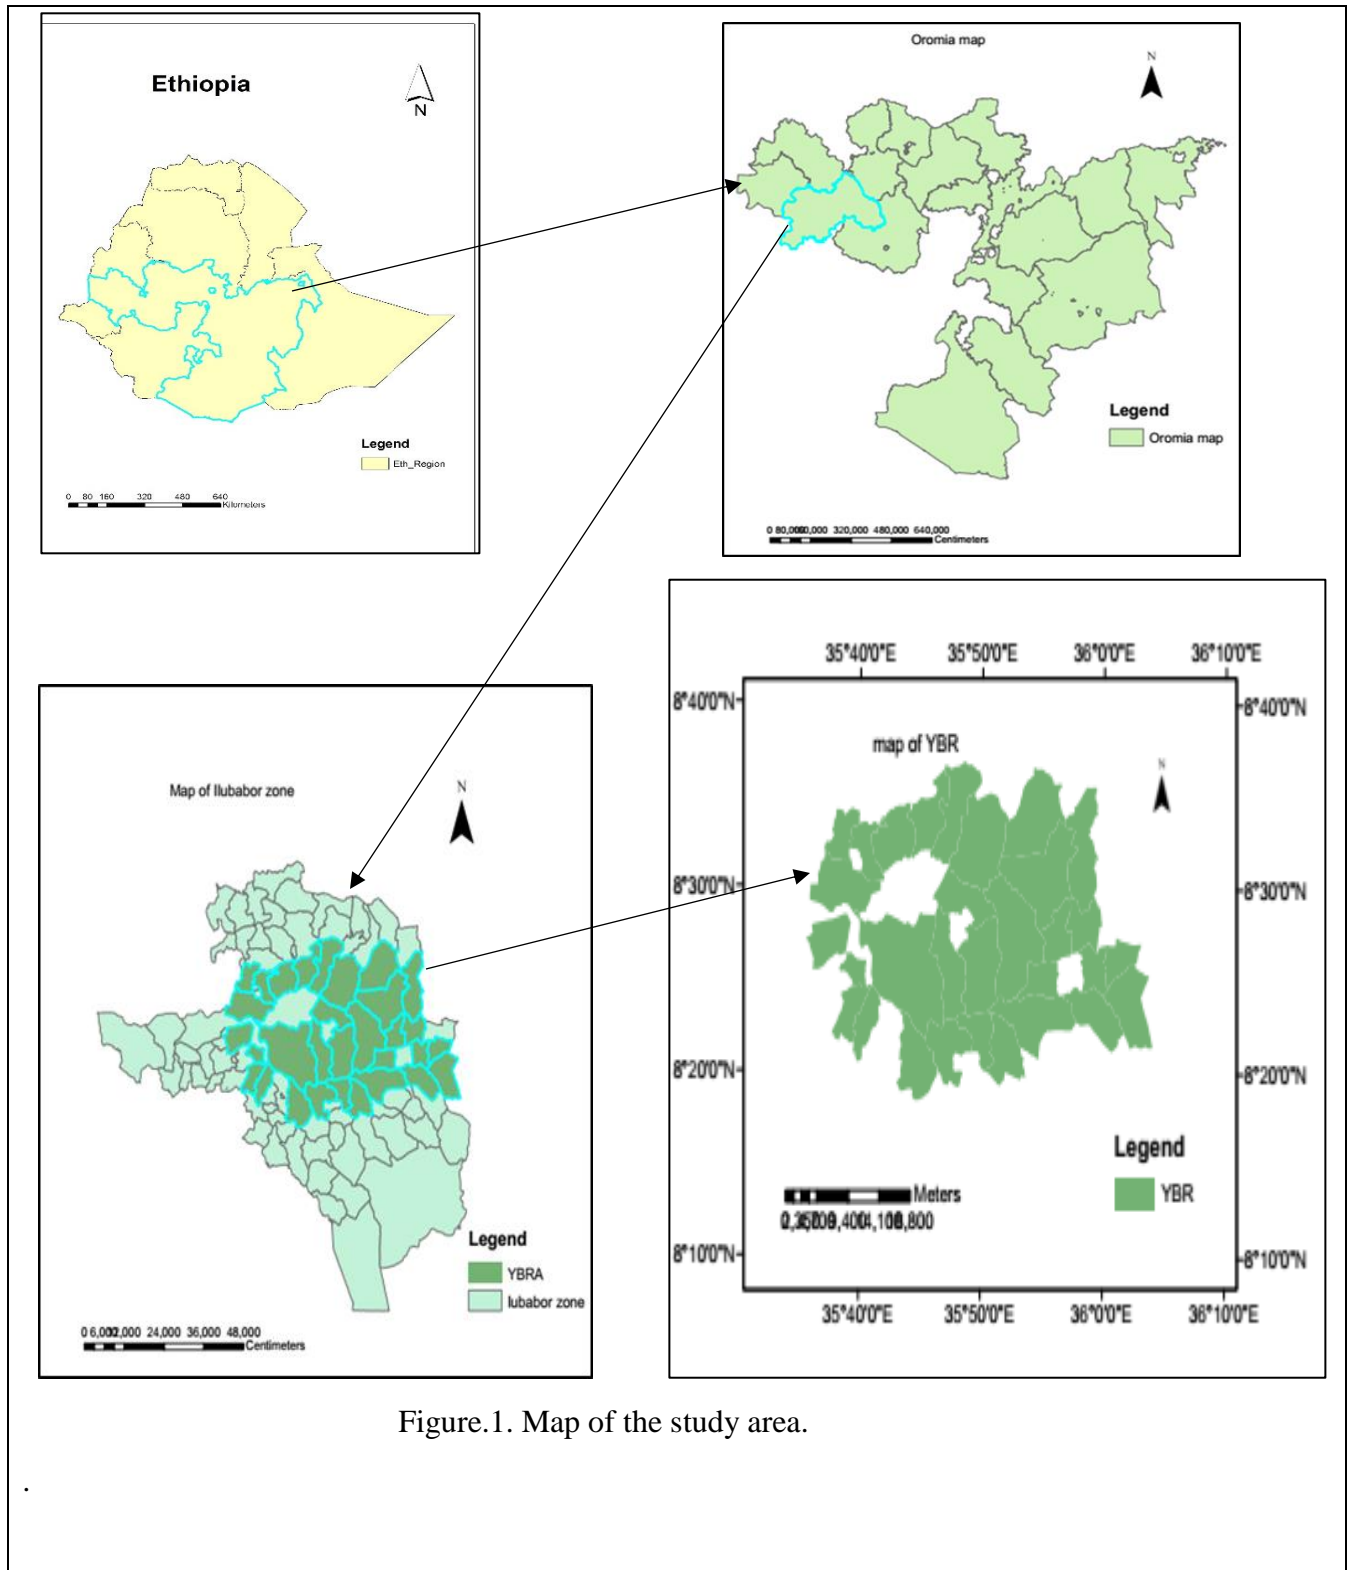 Ethiopia
N
Legend
Eth_Region
0 80 160 320 480 640
Kilometers
Oromia map
N
Legend
Oromia map
320,000 480,000 640,000
Centimeters
Map of Ilubabor zone
N
Legend
YBRA
lubabor zone
24,000 36,000 48,000
Centimeters
35°40'0"E 35°50'0"E 36°0'0"E 36°10'0"E
8°40'0"N 8°40'0"N
map of YBR
N
8°30'0"N 8°30'0"N
8°20'0"N 8°20'0"N
Legend
YBR
Meters
8°10'0"N 8°10'0"N
35°40'0"E 35°50'0"E 36°0'0"E 36°10'0"E
Figure.1. Map of the study area.
.